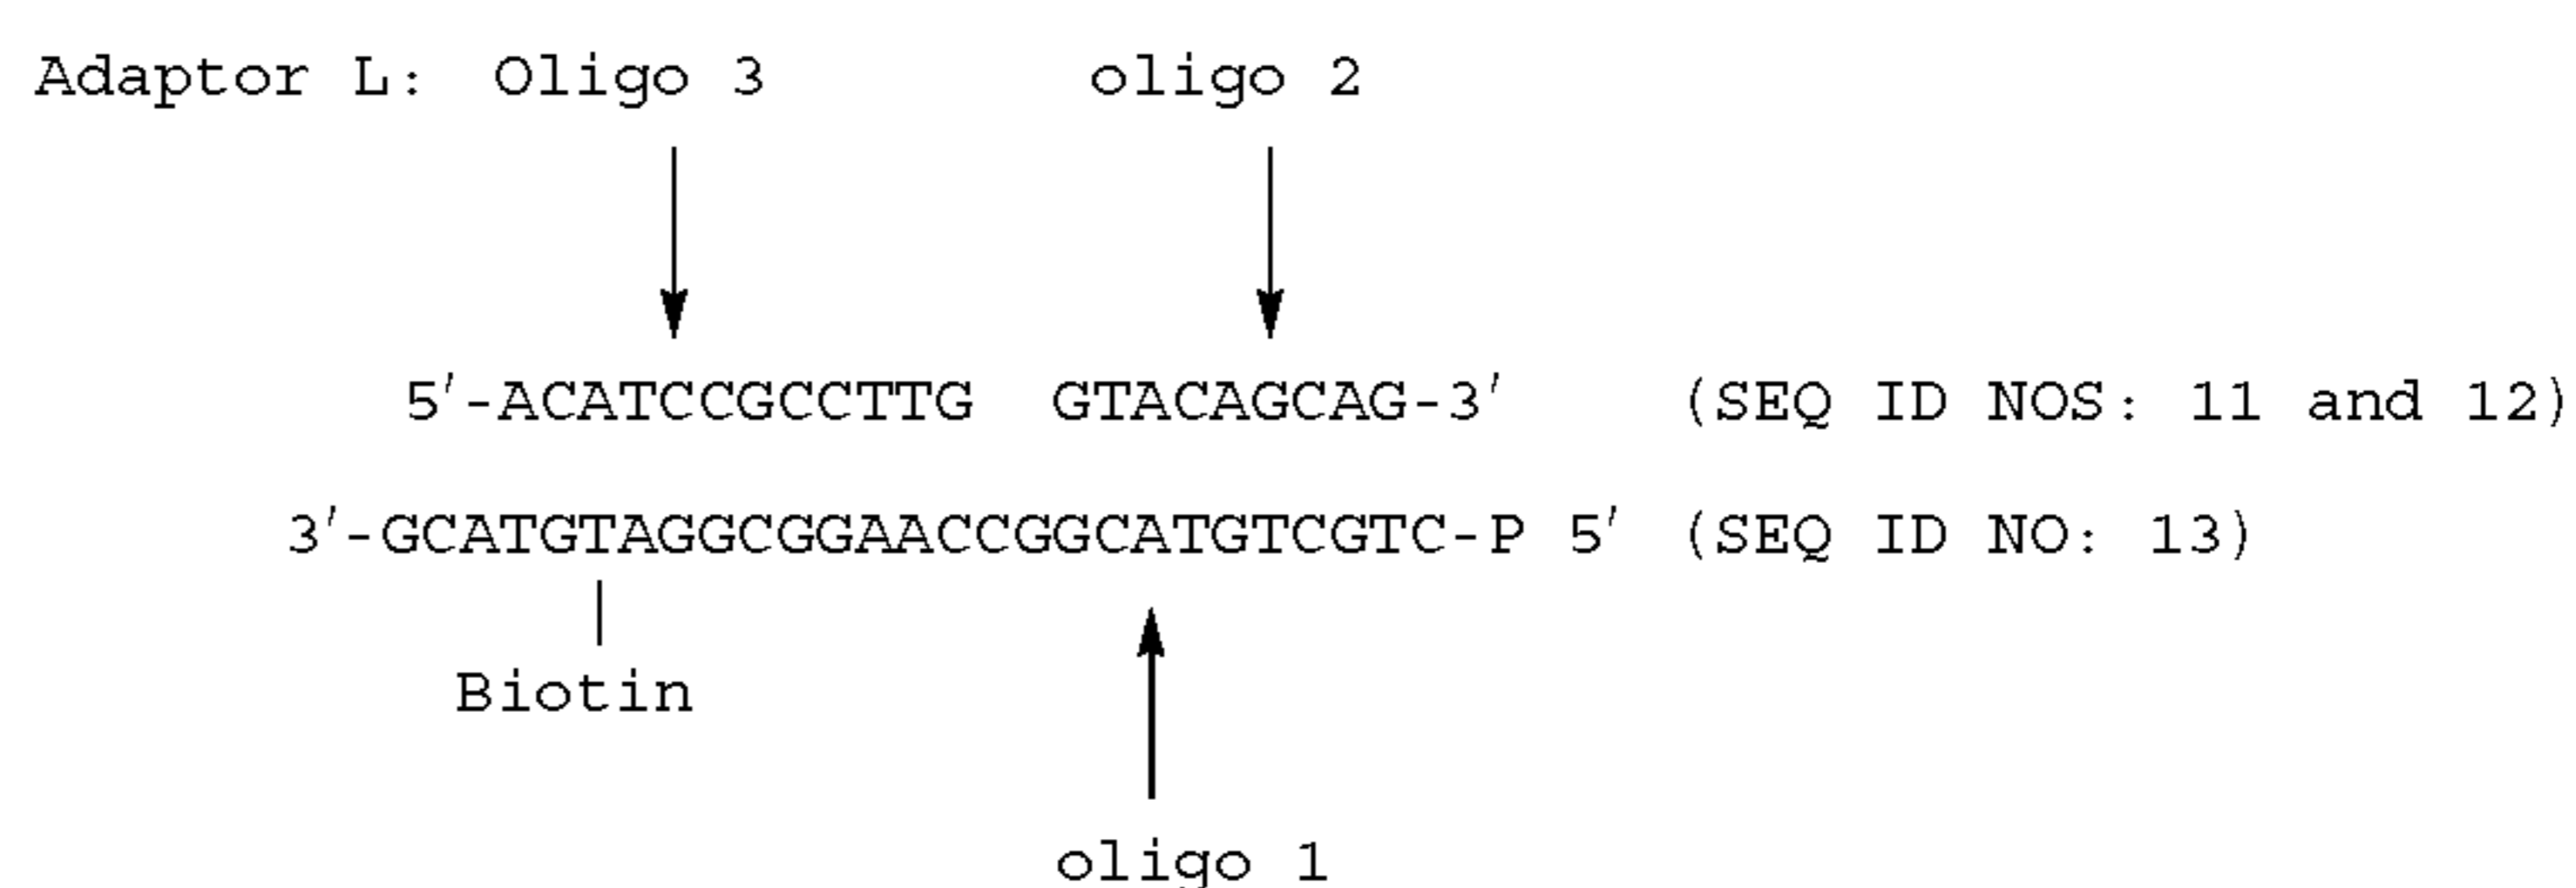 Adaptor L: Oligo 3 oligo 2
5′-ACATCCGCCTTG GTACAGCAG-3′ (SEQ ID NOS: 11 and 12)
3′-GCATGTAGGCGGAACCGGCATGTCGTC-P 5′ (SEQ ID NO: 13)
Biotin
oligo 1